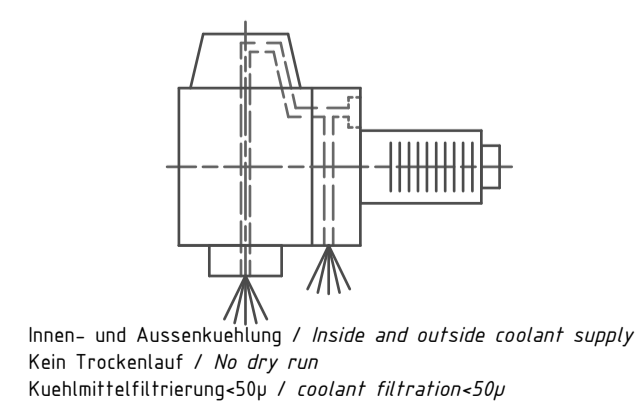 Innen- und Aussenkuehlung / Inside and outside coolant supply
Kein Trockenlauf / No dry run
Kuehlmittelfiltrierung<50µ / coolant filtration<50µ